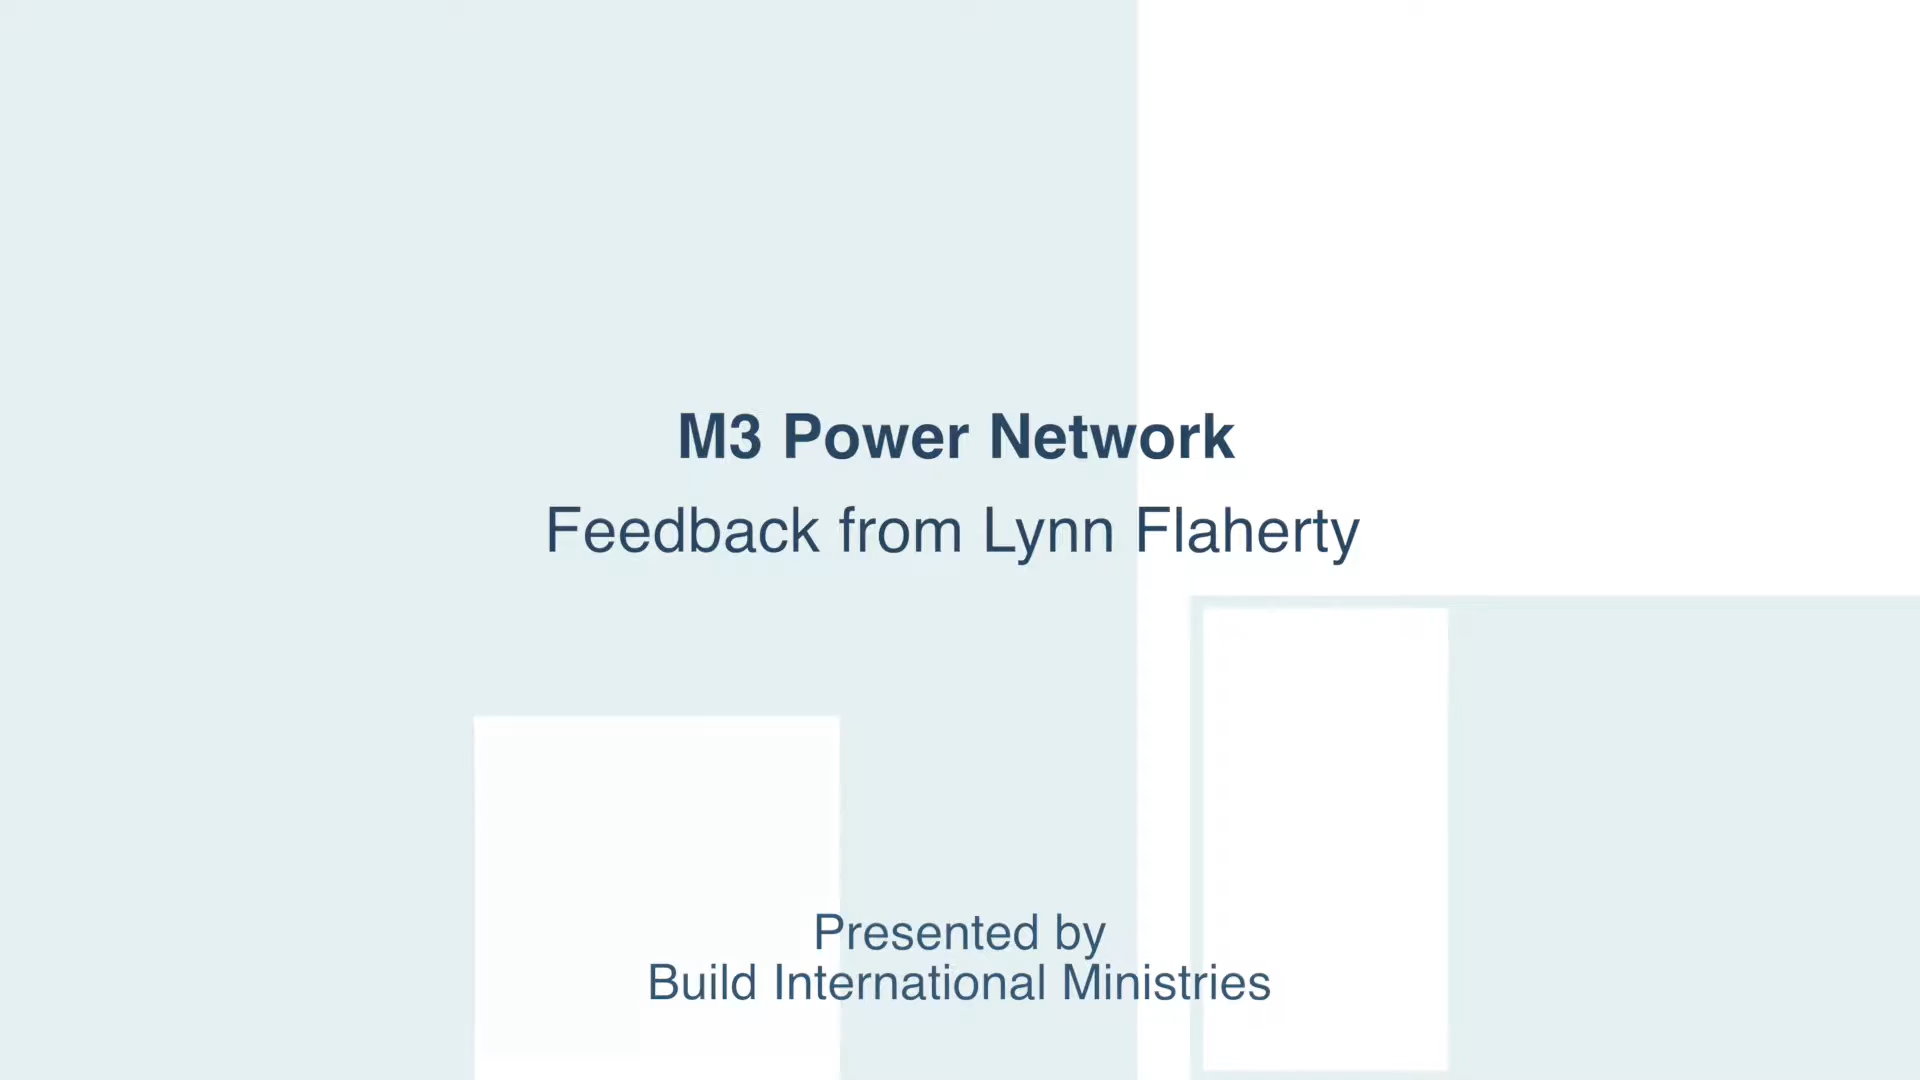 M3 Power Network
Feedback from Lynn Flaherty
Presented by
Build International Ministries